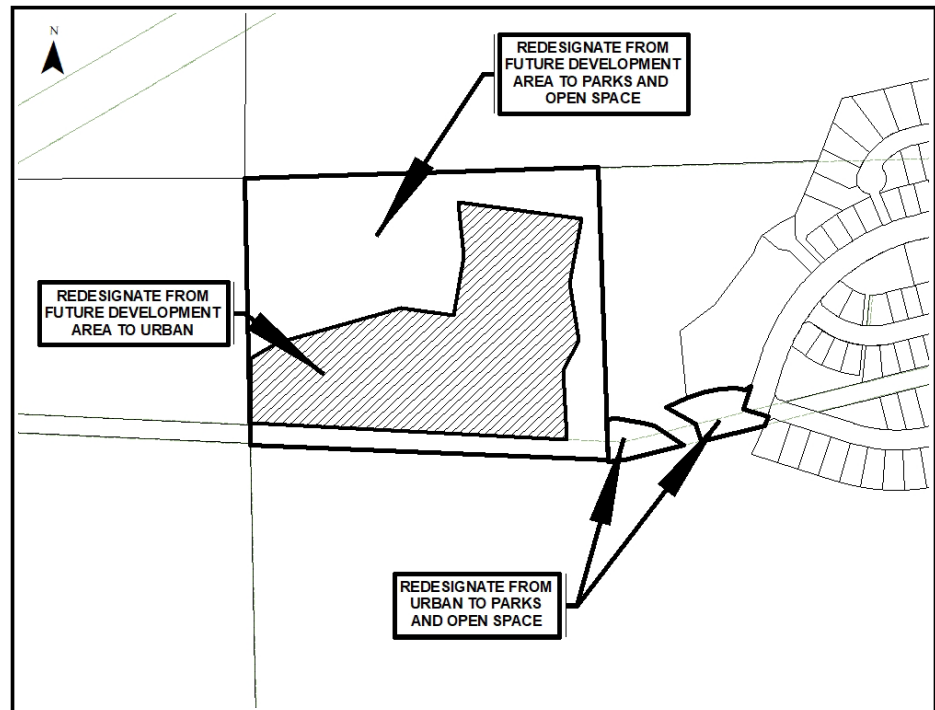 N
REDESIGNATE FROM
FUTURE DEVELOPMENT
AREA TO PARKS AND
OPEN SPACE
REDESIGNATE FROM
FUTURE DEVELOPMENT
AREA TO URBAN
REDESIGNATE FROM
URBAN TO PARKS
AND OPEN SPACE